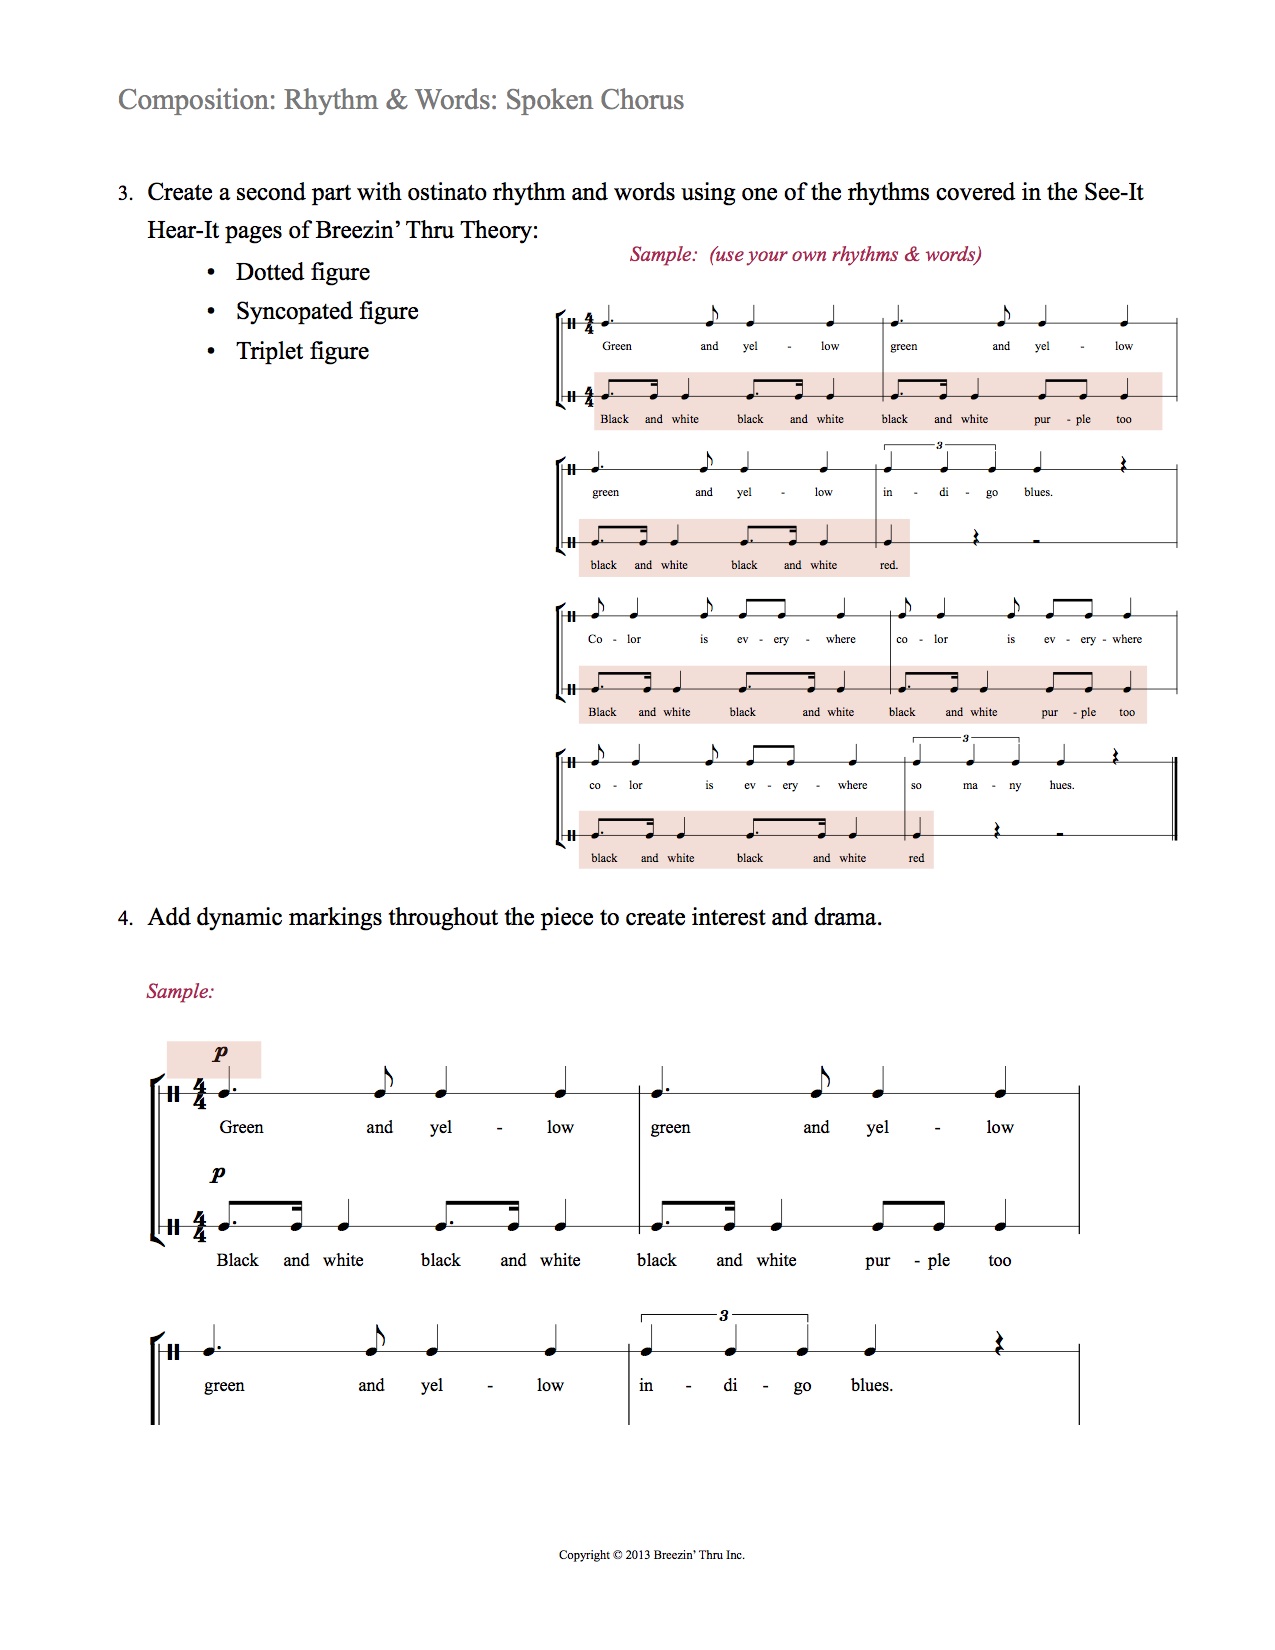 Composition: Rhythm & Words: Spoken Chorus
3. Create a second part with ostinato rhythm and words using one of the rhythms covered in the See-It
Hear-It pages of Breezin’ Thru Theory:
Sample: (use your own rhythms & words)
• Dotted figure
• Syncopated figure
• Triplet figure
4
4
Green and yel - low green and yel - low
4
4
Black and white black and white black and white pur - ple too
3
green and yel - low in - di - go blues.
black and white black and white red.
Co - lor is ev - ery - where co - lor is ev - ery - where
Black and white black and white black and white pur - ple too
3
co - lor is ev - ery - where so ma - ny hues.
black and white black and white red
4. Add dynamic markings throughout the piece to create interest and drama.
Sample:
p
4
4
Green and yel - low green and yel - low
p
4
4
Black and white black and white black and white pur - ple too
3
green and yel - low in - di - go blues.
Copyright © 2013 Breezin’ Thru Inc.